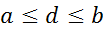 a ≤ d ≤ b